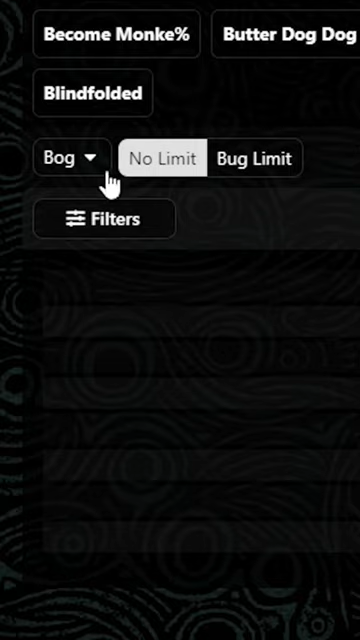 Become Monke% Butter Dog Dog
Blindfolded
Bog No Limit Bug Limit
Filters